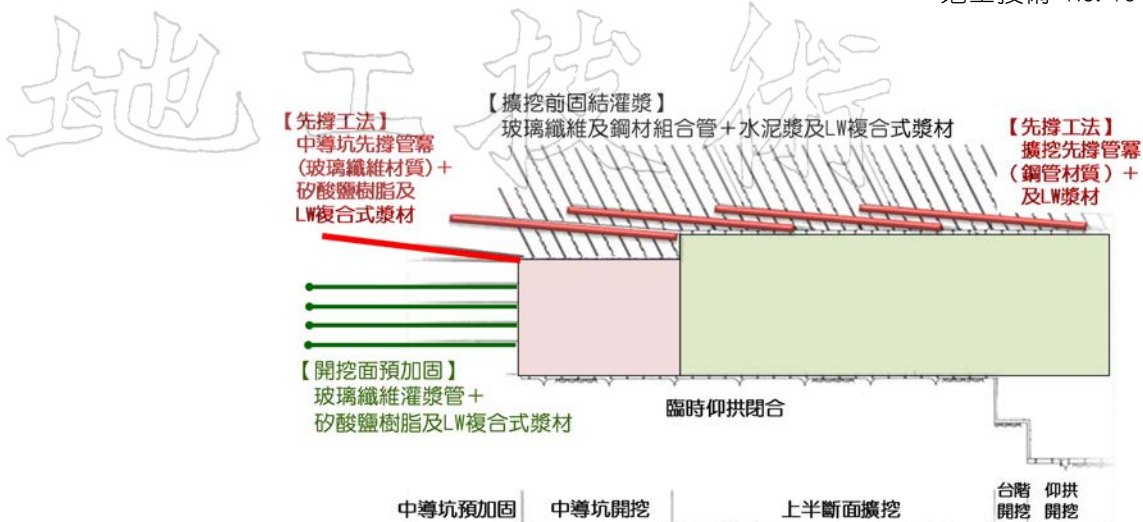 地工技術
【擴挖前固結灌漿】
玻璃纖維及鋼材組合管＋水泥漿及LW複合式漿材
【先撐工法】
中導坑先撐管冪
(玻璃纖維材質)＋
矽酸鹽樹脂及
LW複合式漿材
【先撐工法】
擴挖先撐管冪
(鋼管材質)＋
及LW漿材
【開挖面預加固】
玻璃纖維灌漿管＋
矽酸鹽樹脂及LW複合式漿材
臨時仰拱閉合
中導坑預加固
中導坑開挖
上半斷面擴挖
台階
開挖
仰拱
開挖